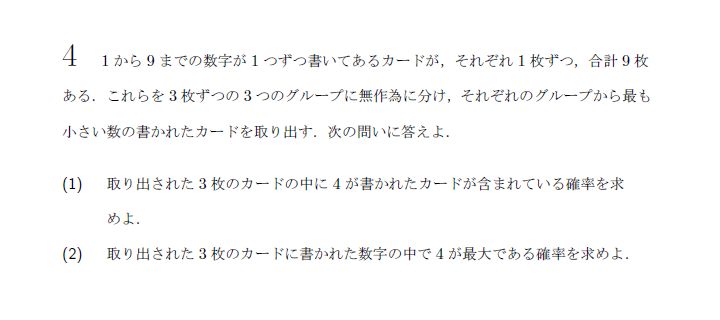 4 1から9までの数字が1つずつ書いてあるカードが，それぞれ1枚ずつ，合計9枚
ある．これらを3枚ずつの3つのグループに無作為に分け，それぞれのグループから最も
小さい数の書かれたカードを取り出す．次の問いに答えよ．
(1) 取り出された3枚のカードの中に4が書かれたカードが含まれている確率を求
めよ．
(2) 取り出された3枚のカードに書かれた数字の中で4が最大である確率を求めよ．